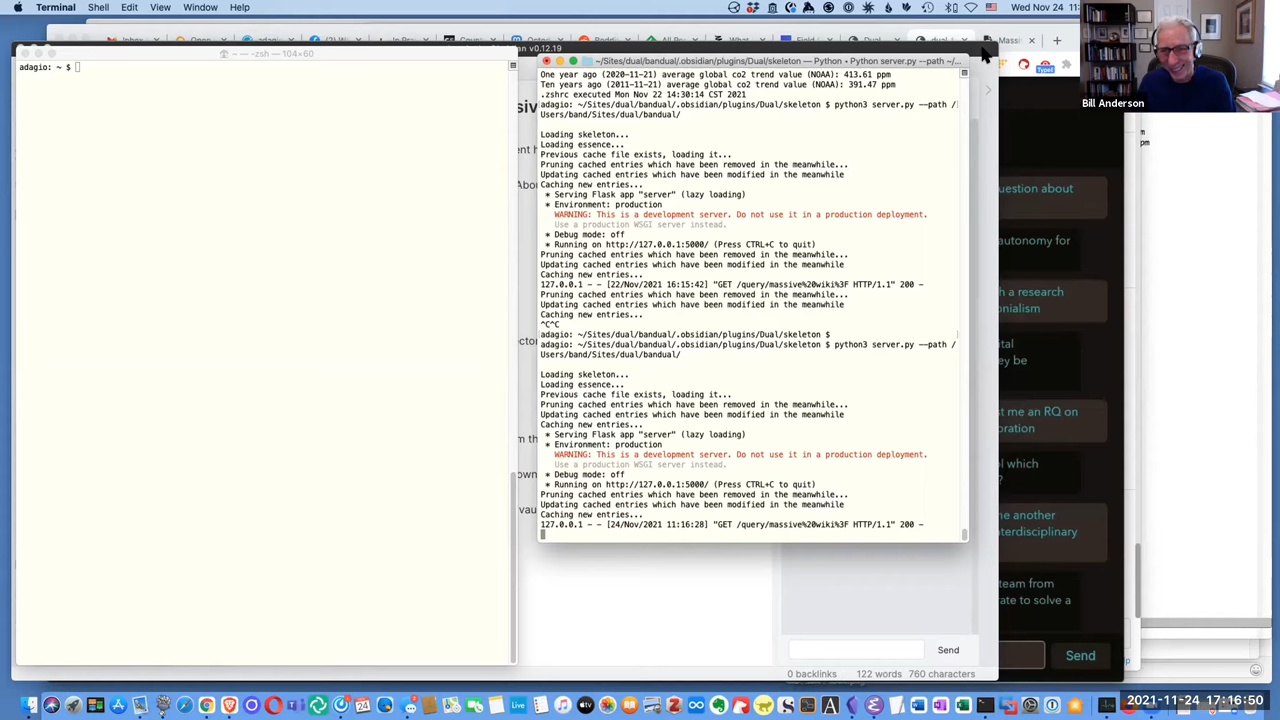 Terminal Shell Edit View Window Help
Wed Nov 24
Bill Anderson
Obsidian v0.12.19
~ — -zsh — 104×60
adagio: ~ $
~/Sites/dual/bandual/.obsidian/plugins/Dual/skeleton — Python • Python server.py --path ~/...
One year ago (2020-11-21) average global co2 trend value (NOAA): 413.61 ppm
Ten years ago (2011-11-21) average global co2 trend value (NOAA): 391.47 ppm
.zshrc executed Mon Nov 22 14:30:14 CST 2021
adagio: ~/Sites/dual/bandual/.obsidian/plugins/Dual/skeleton $ python3 server.py --path /
Users/band/Sites/dual/bandual/
Loading skeleton...
Loading essence...
Previous cache file exists, loading it...
Pruning cached entries which have been removed in the meanwhile...
Updating cached entries which have been modified in the meanwhile
Caching new entries...
* Serving Flask app "server" (lazy loading)
* Environment: production
WARNING: This is a development server. Do not use it in a production deployment.
Use a production WSGI server instead.
* Debug mode: off
* Running on http://127.0.0.1:5000/ (Press CTRL+C to quit)
Pruning cached entries which have been removed in the meanwhile...
Updating cached entries which have been modified in the meanwhile
Caching new entries...
127.0.0.1 - - [22/Nov/2021 16:15:42] "GET /query/massive%20wiki%3F HTTP/1.1" 200 -
Pruning cached entries which have been removed in the meanwhile...
Updating cached entries which have been modified in the meanwhile
Caching new entries...
^C^C
adagio: ~/Sites/dual/bandual/.obsidian/plugins/Dual/skeleton $
adagio: ~/Sites/dual/bandual/.obsidian/plugins/Dual/skeleton $ python3 server.py --path /
Users/band/Sites/dual/bandual/
Loading skeleton...
Loading essence...
Previous cache file exists, loading it...
Pruning cached entries which have been removed in the meanwhile...
Updating cached entries which have been modified in the meanwhile
Caching new entries...
* Serving Flask app "server" (lazy loading)
* Environment: production
WARNING: This is a development server. Do not use it in a production deployment.
Use a production WSGI server instead.
* Debug mode: off
* Running on http://127.0.0.1:5000/ (Press CTRL+C to quit)
Pruning cached entries which have been removed in the meanwhile...
Updating cached entries which have been modified in the meanwhile
Caching new entries...
127.0.0.1 - - [24/Nov/2021 11:16:28] "GET /query/massive%20wiki%3F HTTP/1.1" 200 -
uestion about
autonomy for
h a research
nialism
ital
y be
st me an RQ on
oration
ol which
?
me another
terdisciplinary
team from
rate to solve a
Send
Send
0 backlinks 122 words 760 characters
2021-11-24 17:16:50